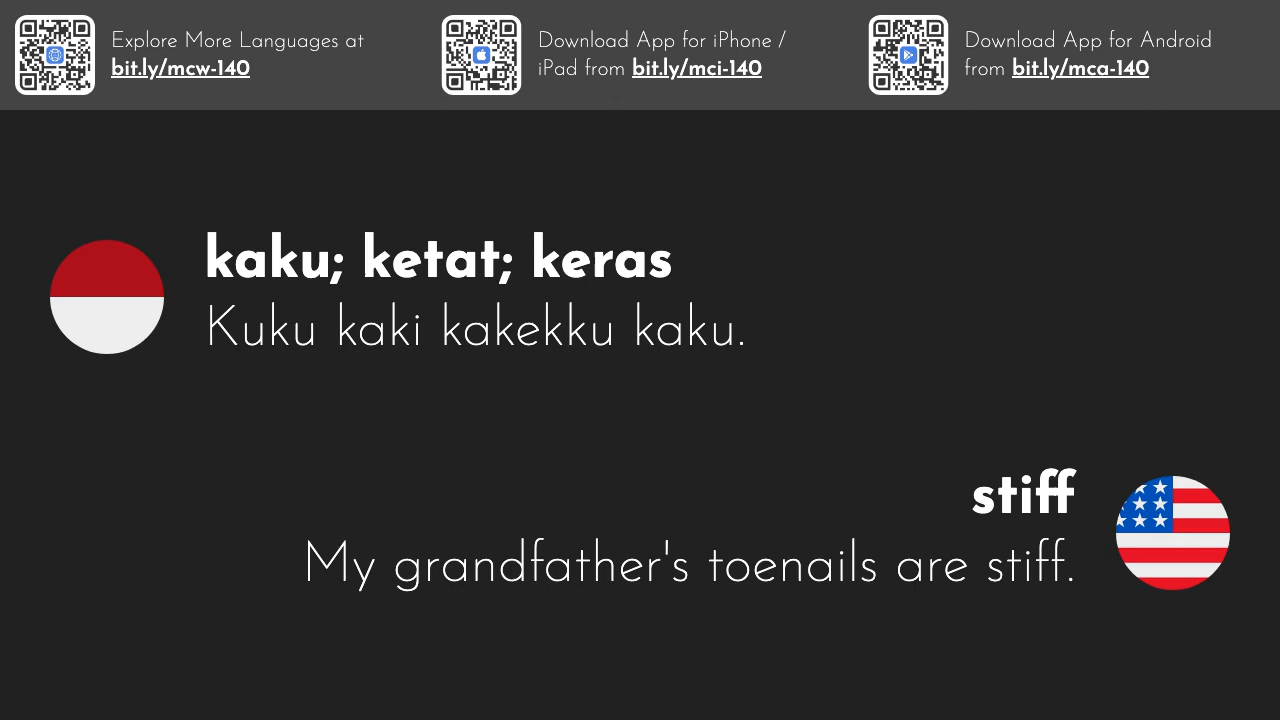 Explore More Languages at
bit.ly/mcw-140
Download App for iPhone /
iPad from bit.ly/mci-140
Download App for Android
from bit.ly/mca-140
kaku; ketat; keras
Kuku kaki kakekku kaku.
stiff
My grandfather's toenails are stiff.